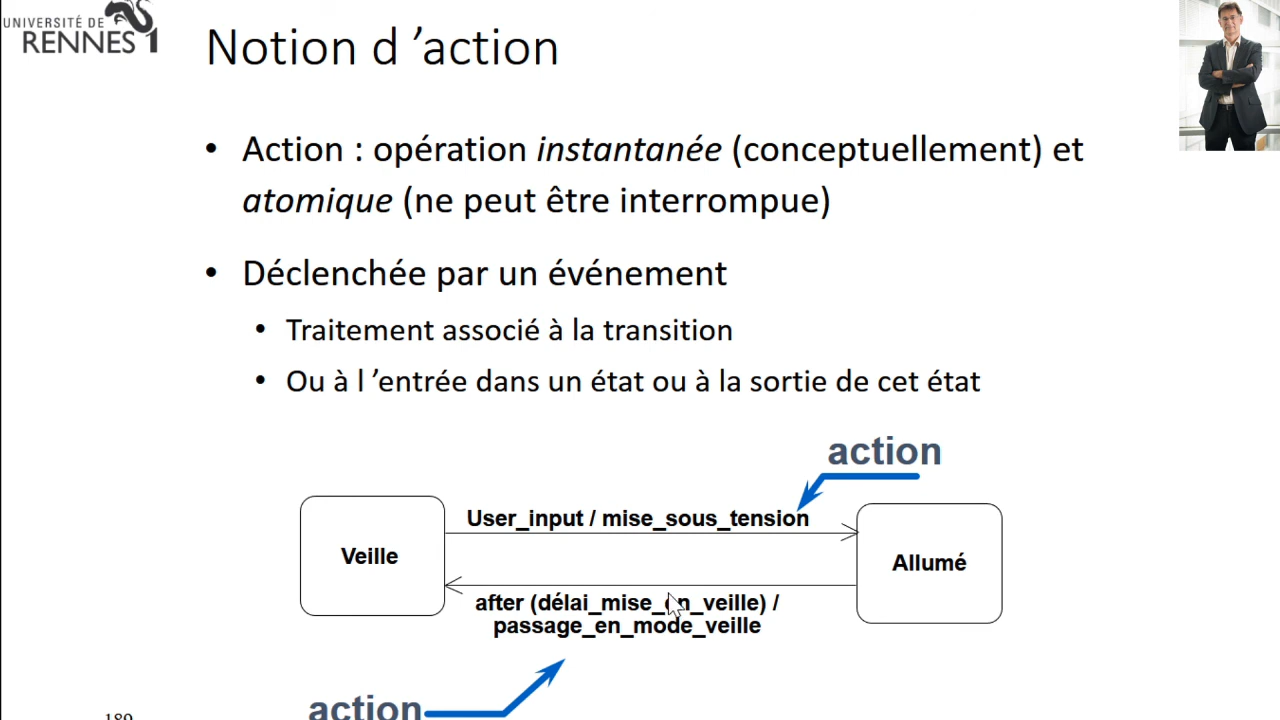 UNIVERSITÉ DE
RENNES 1
Notion d ’action
• Action : opération instantanée (conceptuellement) et
atomique (ne peut être interrompue)
• Déclenchée par un événement
• Traitement associé à la transition
• Ou à l ’entrée dans un état ou à la sortie de cet état
action
User_input / mise_sous_tension
Veille
Allumé
after (délai_mise_en_veille) /
passage_en_mode_veille
action
189